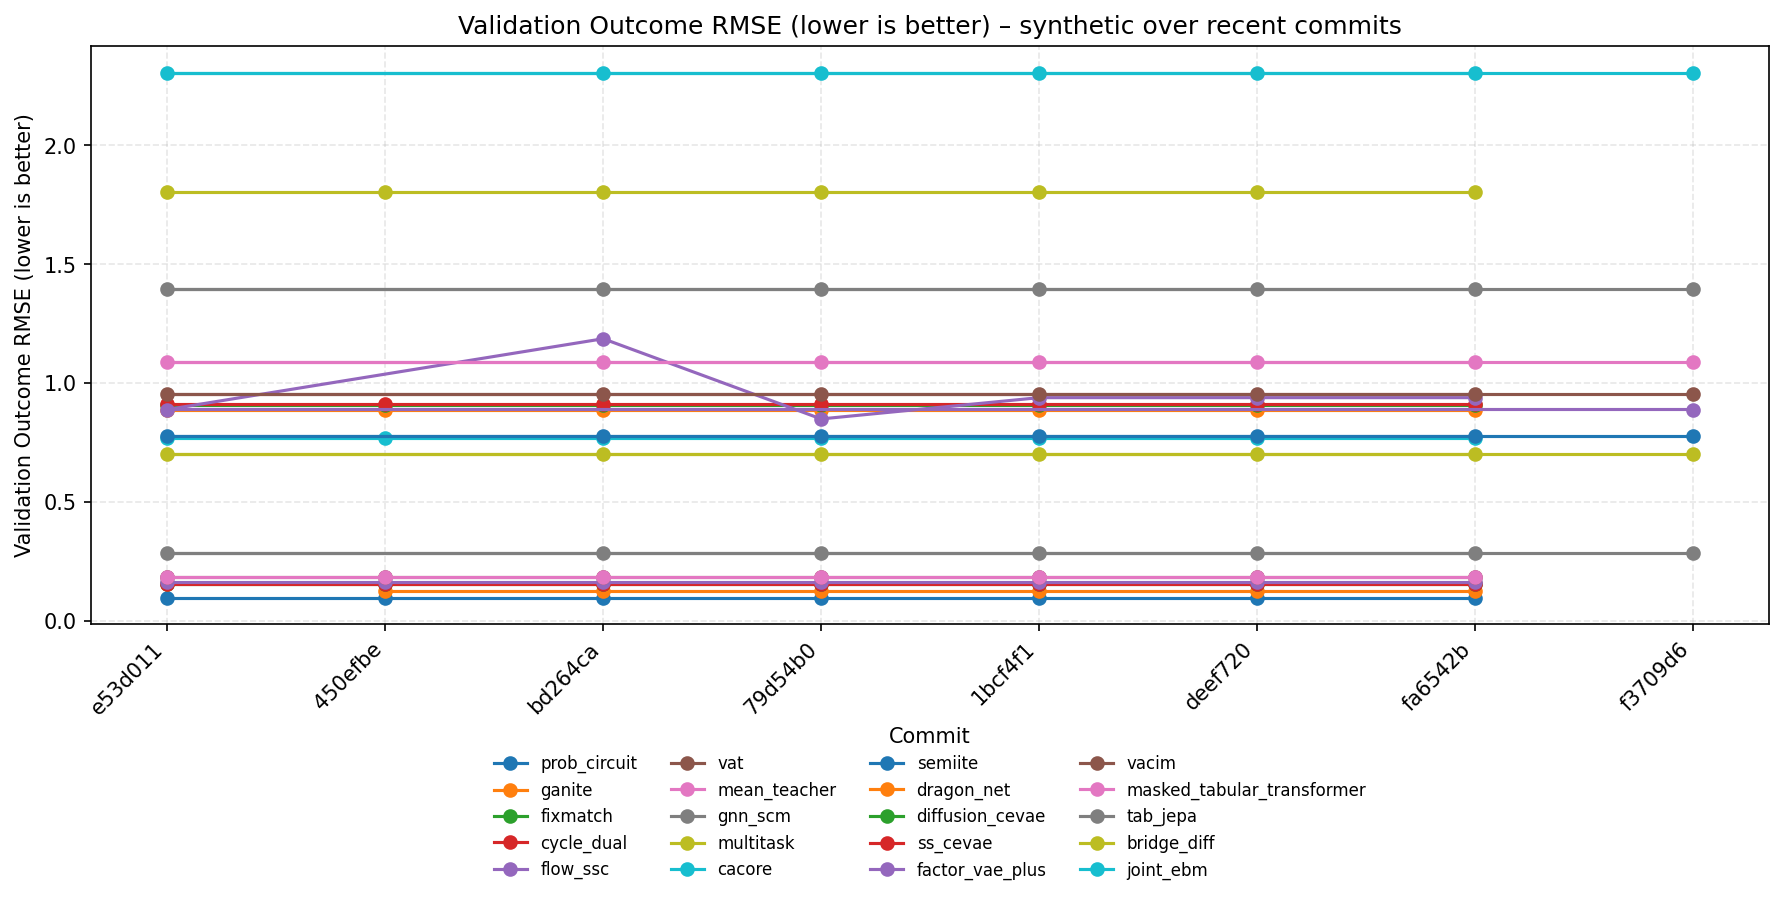 Validation Outcome RMSE (lower is better) – synthetic over recent commits
Validation Outcome RMSE (lower is better)
2.0
1.5
1.0
0.5
0.0
e53d011
450efbe
bd264ca
79d54b0
1bcf4f1
deef720
fa6542b
f3709d6
Commit
prob_circuit
ganite
fixmatch
cycle_dual
flow_ssc
vat
mean_teacher
gnn_scm
multitask
cacore
semiite
dragon_net
diffusion_cevae
ss_cevae
factor_vae_plus
vacim
masked_tabular_transformer
tab_jepa
bridge_diff
joint_ebm